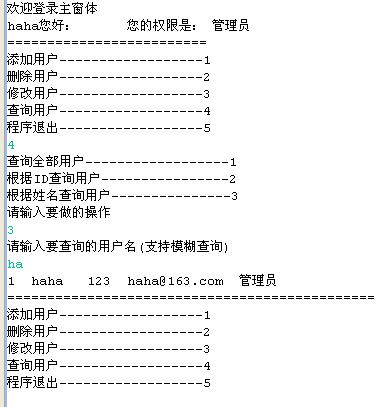 欢迎登录主窗体
haha您好：      您的权限是： 管理员
=========================
添加用户------------------1
删除用户------------------2
修改用户------------------3
查询用户------------------4
程序退出------------------5
4
查询全部用户------------------1
根据ID查询用户-----------------2
根据姓名查询用户---------------3
请输入要做的操作
3
请输入要查询的用户名(支持模糊查询)
ha
1  haha   123  haha@163.com  管理员
==============================================
添加用户------------------1
删除用户------------------2
修改用户------------------3
查询用户------------------4
程序退出------------------5